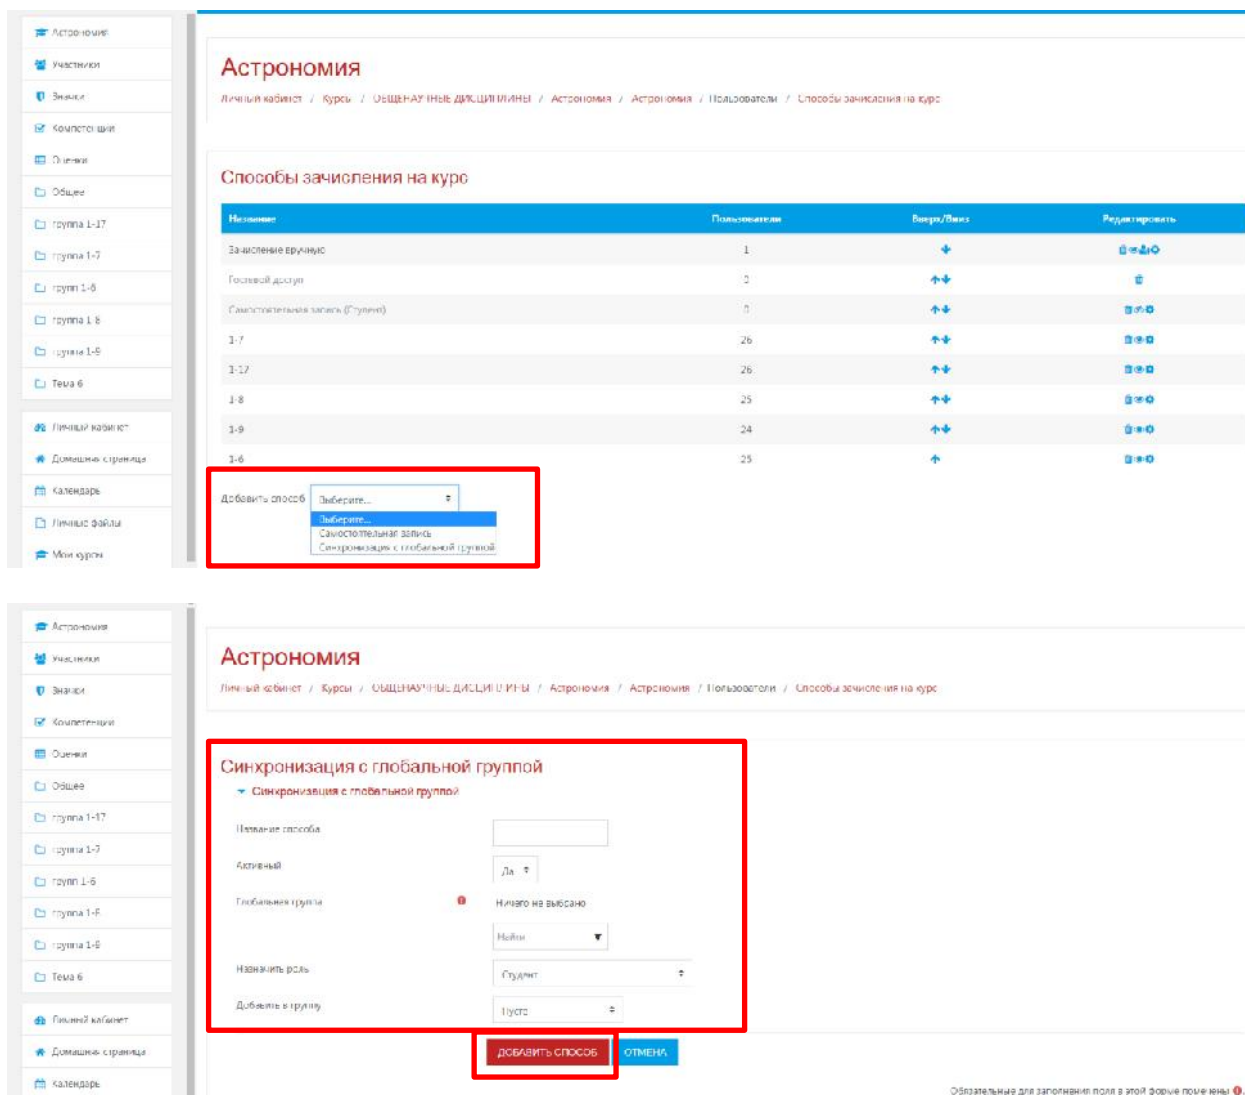 Астрономия
Участники
Значки
Компетенции
Оценки
Общее
группа 1-17
группа 1-7
групп 1-6
группа 1-8
группа 1-9
Тема 6
Личный кабинет
Домашняя страница
Календарь
Личные файлы
Мои курсы
Астрономия
Личный кабинет / Курсы / ОБЩЕНАУЧНЫЕ ДИСЦИПЛИНЫ / Астрономия / Астрономия / Пользователи / Способы зачисления на курс
Способы зачисления на курс
Название Пользователи Вверх/Вниз Редактировать
Зачисление вручную 1
Гостевой доступ 0
Самостоятельная запись (Студент) 0
1-7 26
1-17 26
1-8 25
1-9 24
1-6 25
Добавить способ Выберите...
Выберите...
Самостоятельная запись
Синхронизация с глобальной группой
Астрономия
Участники
Значки
Компетенции
Оценки
Общее
группа 1-17
группа 1-7
групп 1-6
группа 1-8
группа 1-9
Тема 6
Личный кабинет
Домашняя страница
Календарь
Астрономия
Личный кабинет / Курсы / ОБЩЕНАУЧНЫЕ ДИСЦИПЛИНЫ / Астрономия / Астрономия / Пользователи / Способы зачисления на курс
Синхронизация с глобальной группой
Синхронизация с глобальной группой
Название способа
Активный Да
Глобальная группа Ничего не выбрано
Найти
Назначить роль Студент
Добавить в группу Пусто
ДОБАВИТЬ СПОСОБ ОТМЕНА
Обязательные для заполнения поля в этой форме помечены